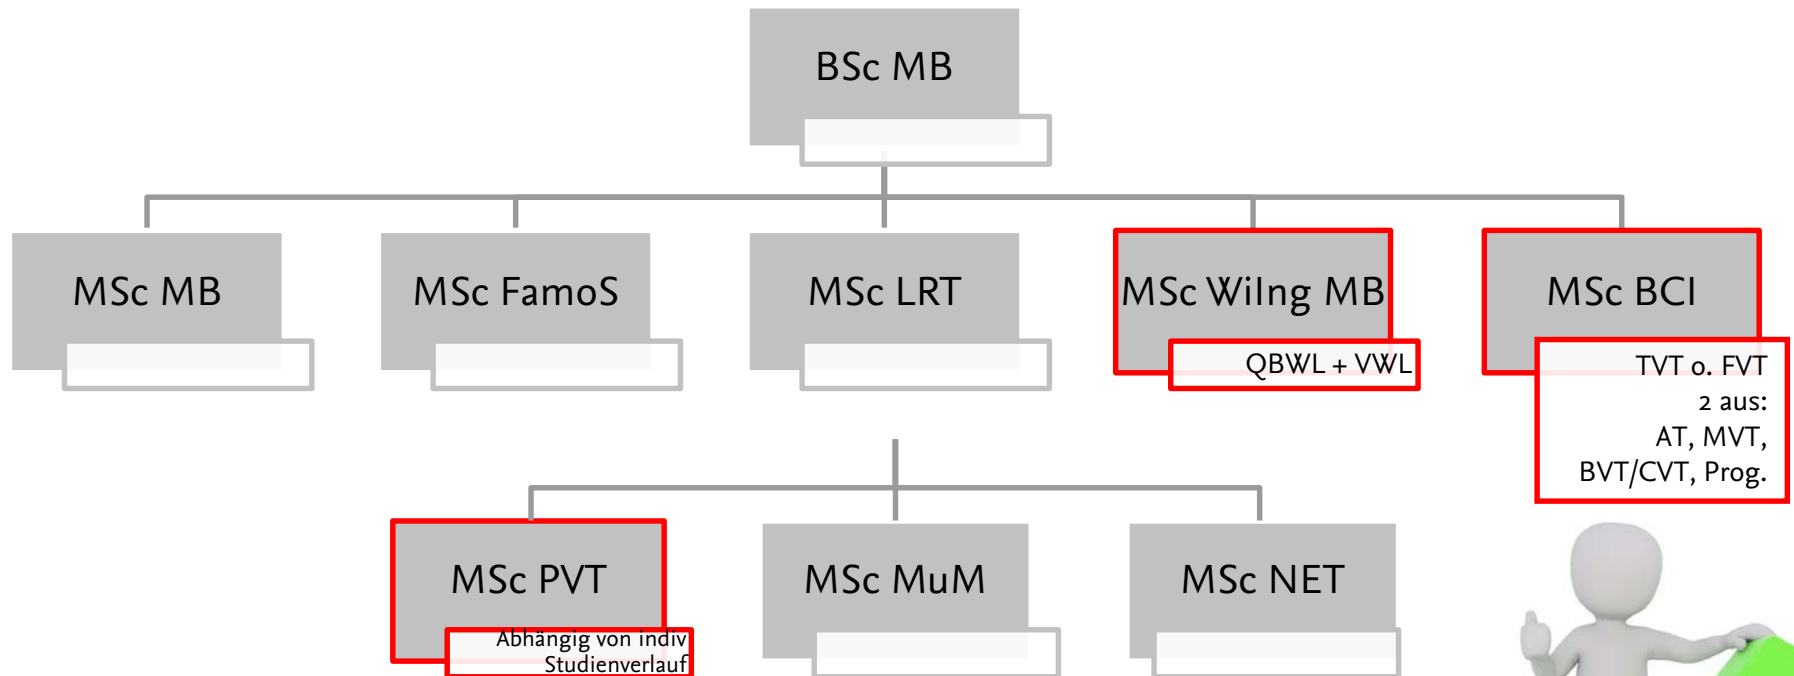 BSc MB
MSc MB
MSc FamoS
MSc LRT
MSc WiIng MB
QBWL + VWL
MSc BCI
TVT o. FVT
2 aus:
AT, MVT,
BVT/CVT, Prog.
MSc PVT
Abhängig von indiv
Studienverlauf
MSc MuM
MSc NET